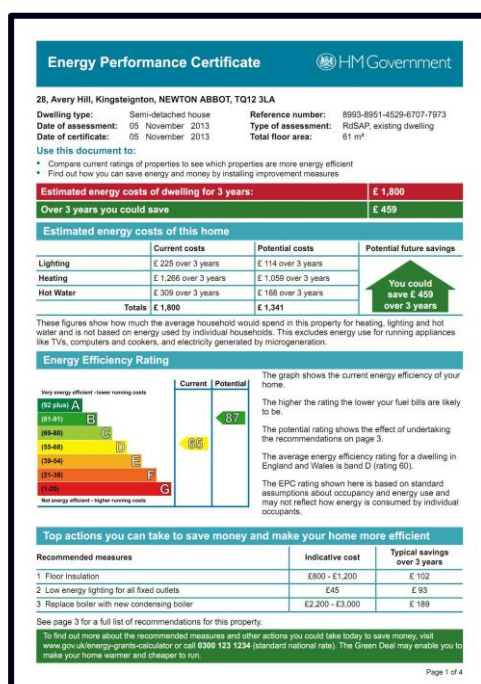 Energy Performance Certificate
HM Government
28, Avery Hill, Kingsteignton, NEWTON ABBOT, TQ12 3LA
Dwelling type: Semi-detached house Reference number: 8993-8951-4529-6707-7973
Date of assessment: 05 November 2013 Type of assessment: RdSAP, existing dwelling
Date of certificate: 05 November 2013 Total floor area: 61 m²
Use this document to:
• Compare current ratings of properties to see which properties are more energy efficient
• Find out how you can save energy and money by installing improvement measures
Estimated energy costs of dwelling for 3 years: £ 1,800
Over 3 years you could save £ 459
Estimated energy costs of this home
Current costs Potential costs Potential future savings
Lighting £ 225 over 3 years £ 114 over 3 years
Heating £ 1,266 over 3 years £ 1,059 over 3 years
Hot Water £ 309 over 3 years £ 168 over 3 years
Totals £ 1,800 £ 1,341
You could
save £ 459
over 3 years
These figures show how much the average household would spend in this property for heating, lighting and hot
water and is not based on energy used by individual households. This excludes energy use for running appliances
like TVs, computers and cookers, and electricity generated by microgeneration.
Energy Efficiency Rating
Current Potential
Very energy efficient - lower running costs
(92 plus) A
(81-91) B
(69-80) C
(55-68) D
(39-54) E
(21-38) F
(1-20) G
Not energy efficient - higher running costs
65
87
The graph shows the current energy efficiency of your
home.
The higher the rating the lower your fuel bills are likely
to be.
The potential rating shows the effect of undertaking
the recommendations on page 3.
The average energy efficiency rating for a dwelling in
England and Wales is band D (rating 60).
The EPC rating shown here is based on standard
assumptions about occupancy and energy use and
may not reflect how energy is consumed by individual
occupants.
Top actions you can take to save money and make your home more efficient
Recommended measures Indicative cost Typical savings
over 3 years
1 Floor Insulation £800 - £1,200 £ 102
2 Low energy lighting for all fixed outlets £45 £ 93
3 Replace boiler with new condensing boiler £2,200 - £3,000 £ 189
See page 3 for a full list of recommendations for this property.
To find out more about the recommended measures and other actions you could take today to save money, visit
www.gov.uk/energy-grants-calculator or call 0300 123 1234 (standard national rate). The Green Deal may enable you to
make your home warmer and cheaper to run.
Page 1 of 4